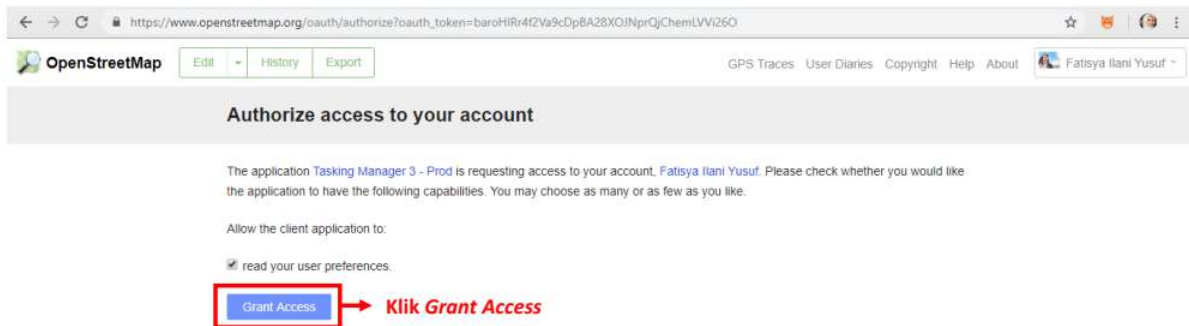 https://www.openstreetmap.org/oauth/authorize?oauth_token=baroHIRr4f2Va9cDpBA28XOJNprQjChemLVVi26O
OpenStreetMap Edit History Export GPS Traces User Diaries Copyright Help About Fatisya Ilani Yusuf
Authorize access to your account
The application Tasking Manager 3 - Prod is requesting access to your account, Fatisya Ilani Yusuf. Please check whether you would like
the application to have the following capabilities. You may choose as many or as few as you like.
Allow the client application to:
read your user preferences.
Grant Access Klik Grant Access